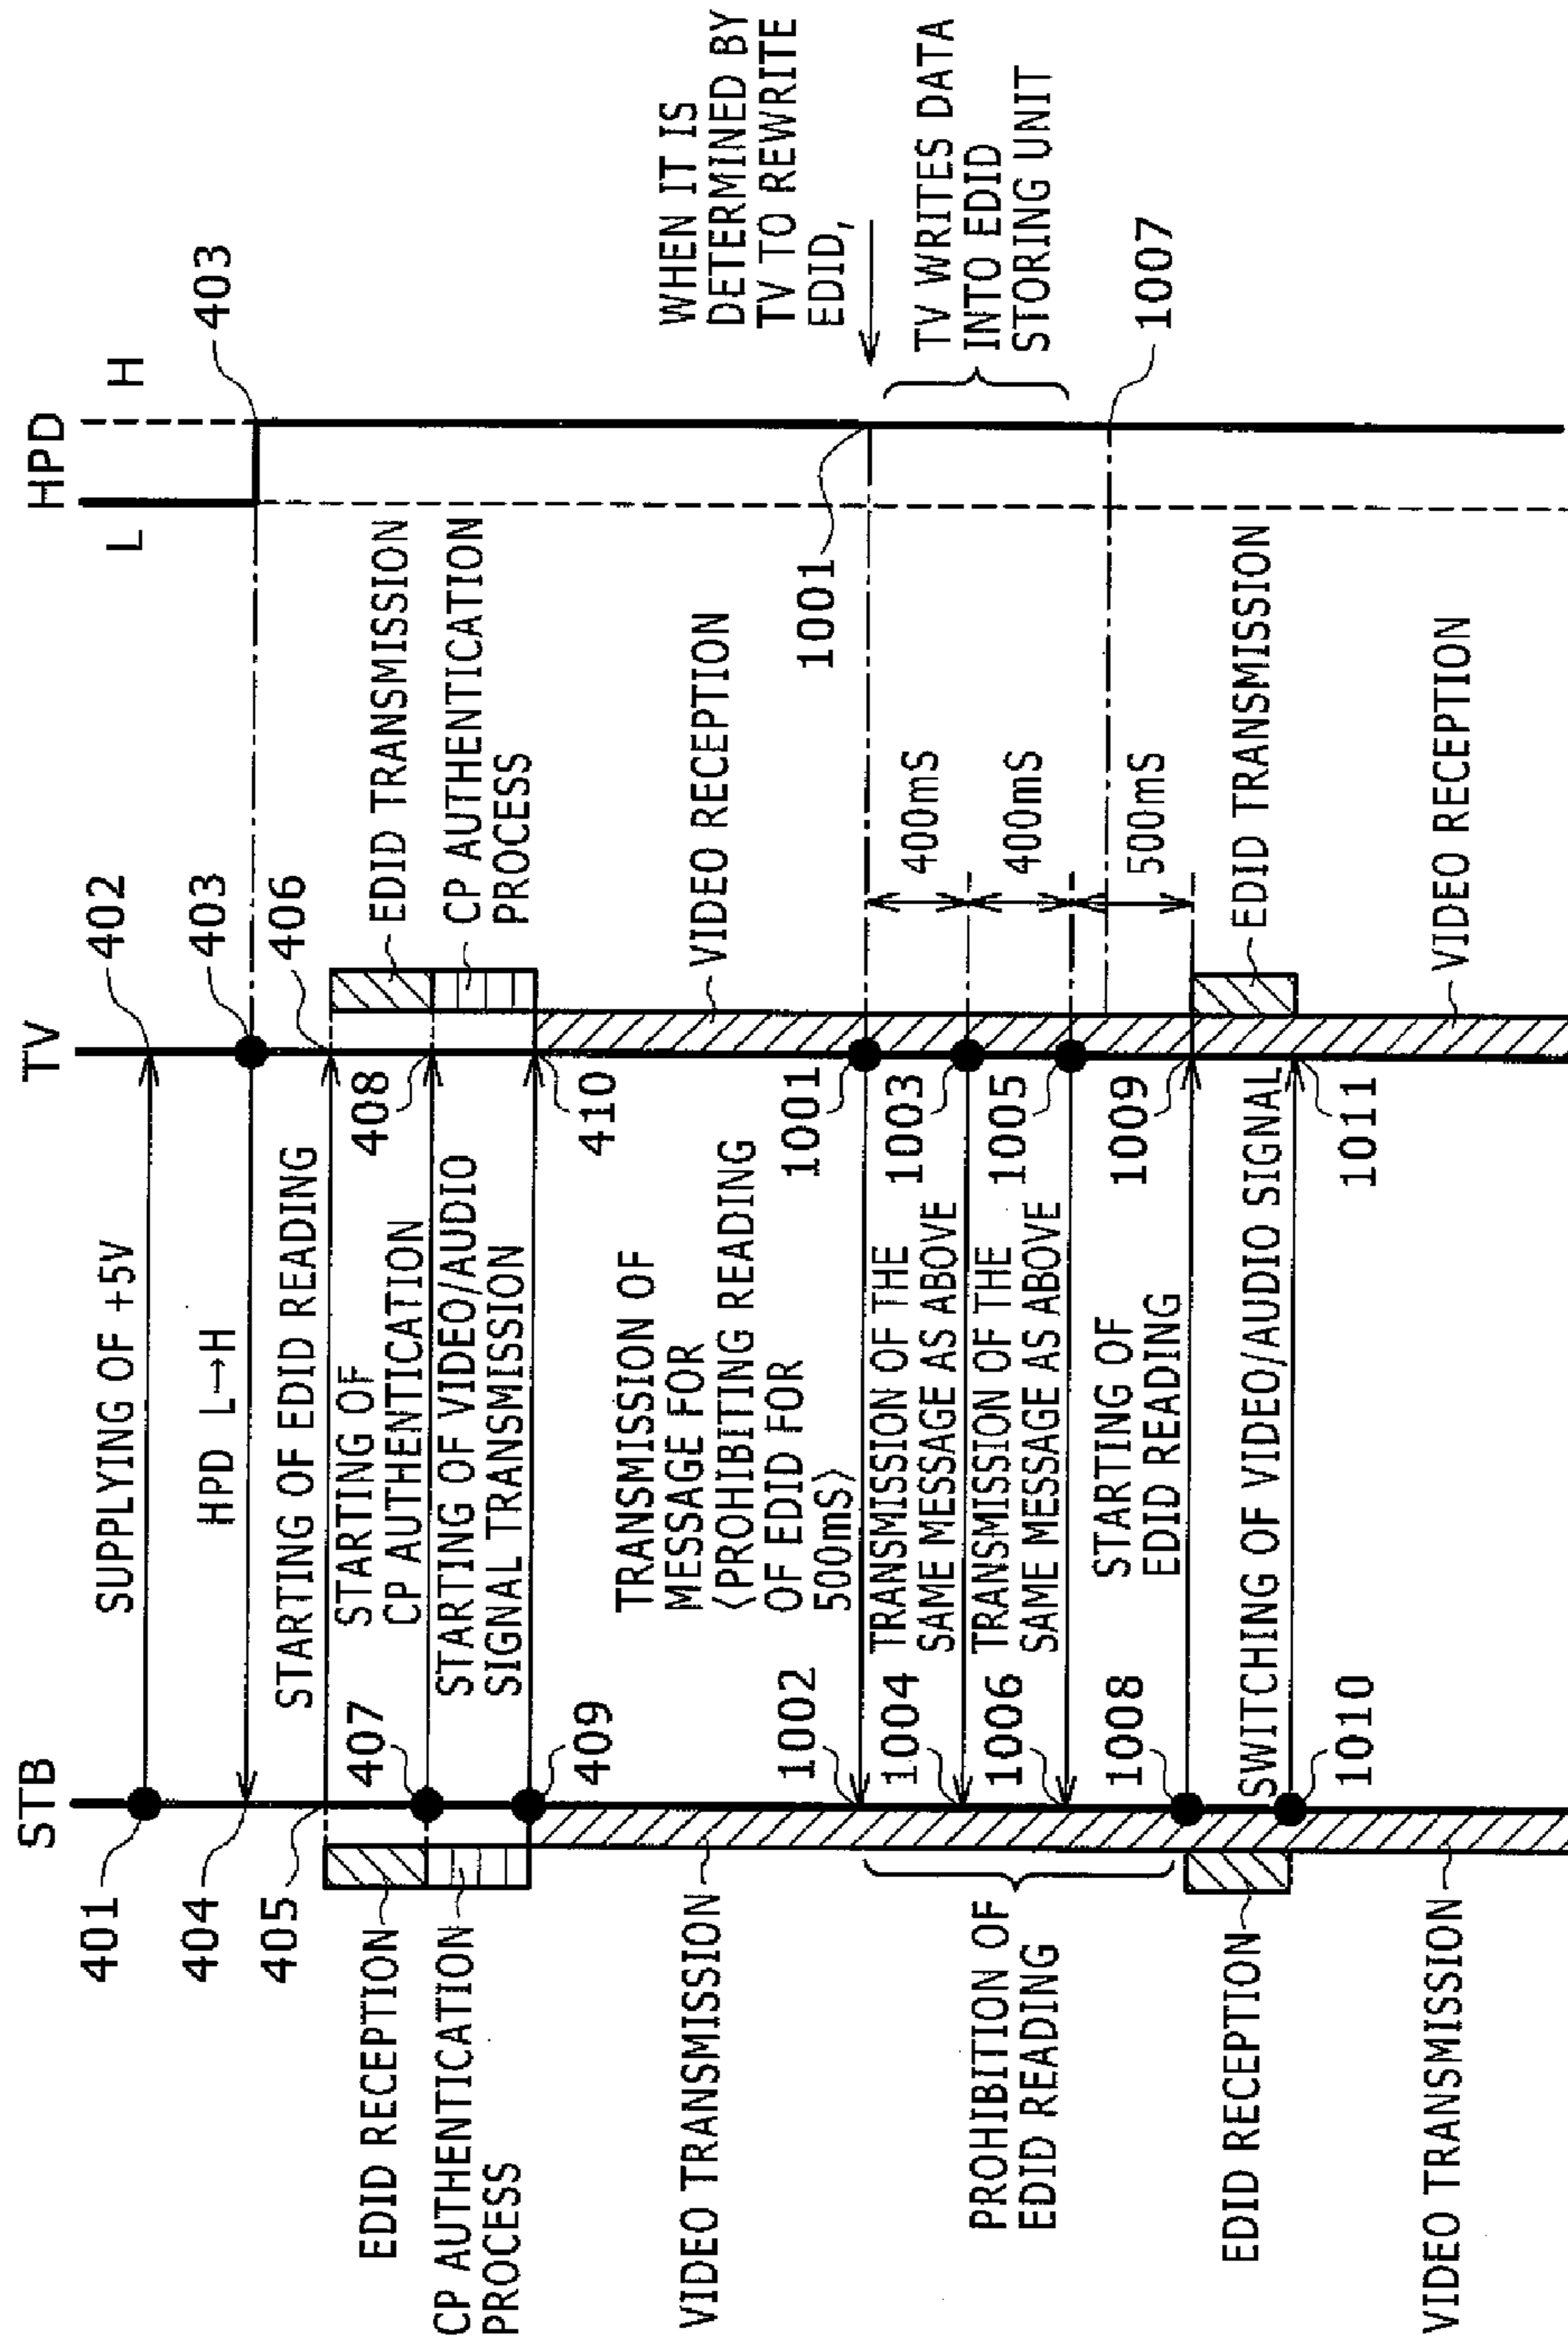 STB
TV
HPD
L
H
401
SUPPLYING OF +5V
402
403
403
404
HPD L→H
405
STARTING OF EDID READING
406
EDID RECEPTION
EDID TRANSMISSION
407
STARTING OF
CP AUTHENTICATION
408
CP AUTHENTICATION
PROCESS
CP AUTHENTICATION
PROCESS
409
STARTING OF VIDEO/AUDIO
SIGNAL TRANSMISSION
410
VIDEO TRANSMISSION
VIDEO RECEPTION
WHEN IT IS
DETERMINED BY
TV TO REWRITE
EDID,
TRANSMISSION OF
MESSAGE FOR
〈PROHIBITING READING
OF EDID FOR
500mS〉
1001
1001
1002
TRANSMISSION OF THE
SAME MESSAGE AS ABOVE
1003
1004
400mS
TRANSMISSION OF THE
SAME MESSAGE AS ABOVE
1005
1006
400mS
TV WRITES DATA
INTO EDID
STORING UNIT
PROHIBITION OF
EDID READING
1007
500mS
1008
STARTING OF
EDID READING
1009
EDID RECEPTION
EDID TRANSMISSION
SWITCHING OF VIDEO/AUDIO SIGNAL
1010
1011
VIDEO TRANSMISSION
VIDEO RECEPTION